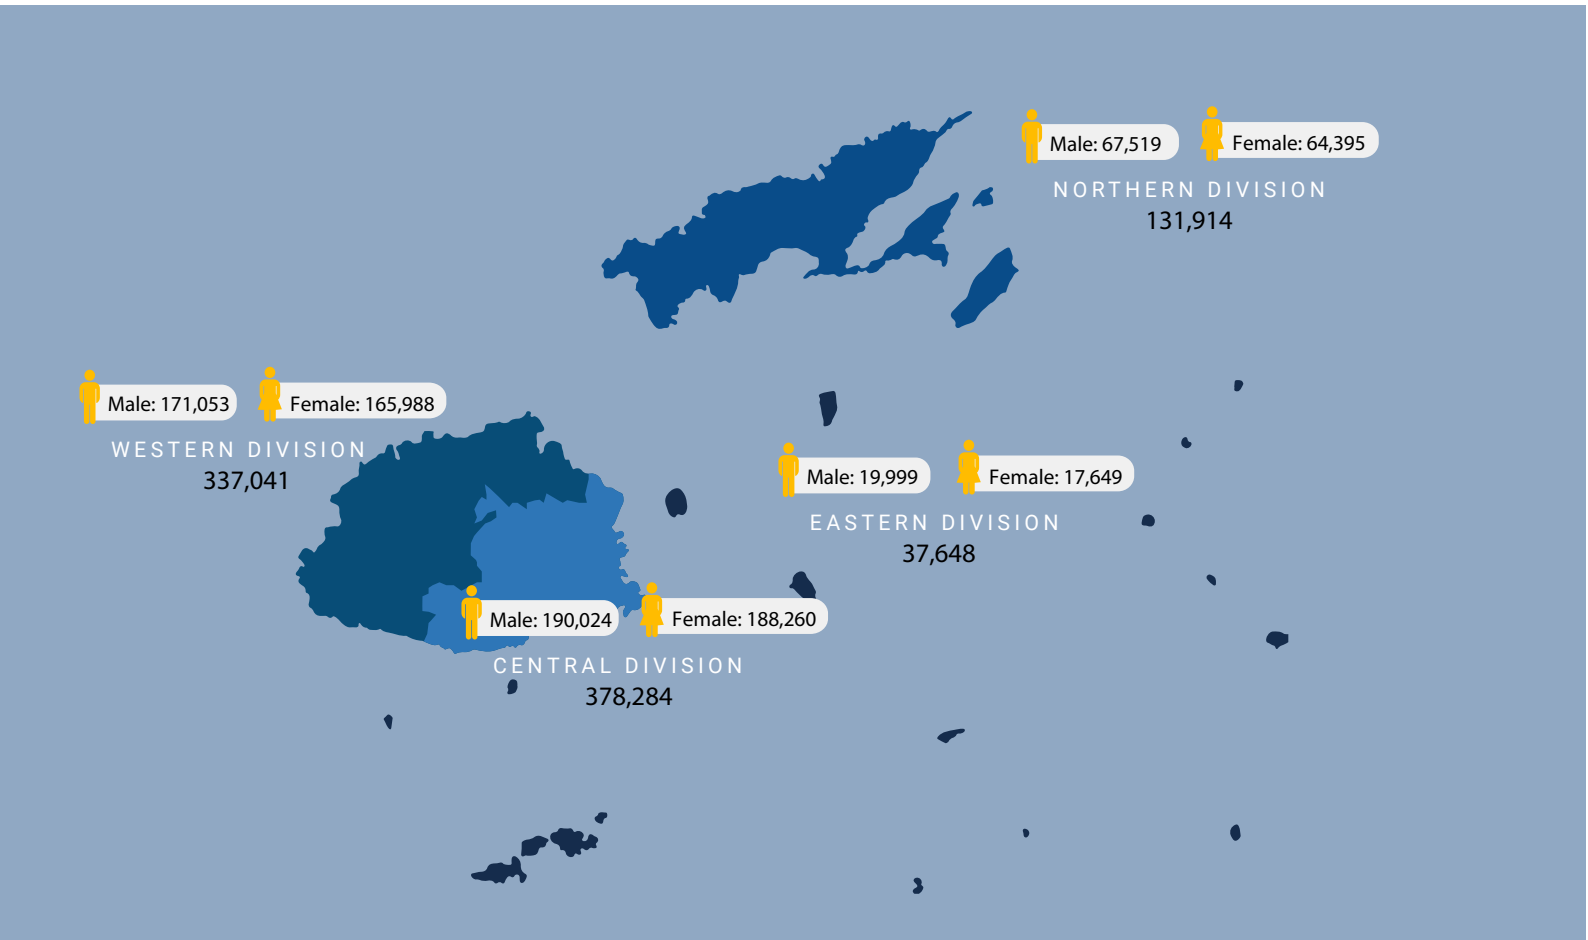 Male: 67,519
Female: 64,395
NORTHERN DIVISION
131,914
Male: 171,053
Female: 165,988
WESTERN DIVISION
337,041
Male: 19,999
Female: 17,649
EASTERN DIVISION
37,648
Male: 190,024
Female: 188,260
CENTRAL DIVISION
378,284